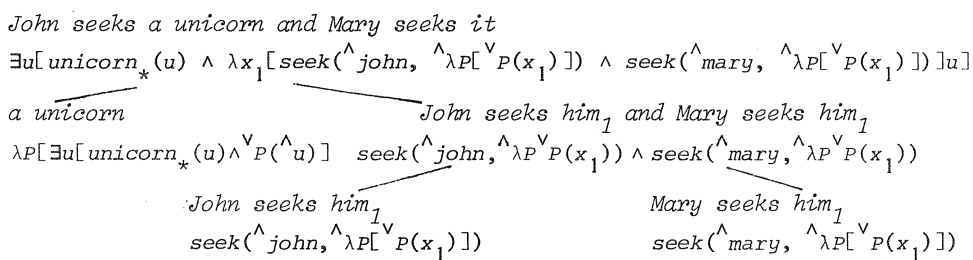 John seeks a unicorn and Mary seeks it
∃u[unicorn*(u) ∧ λx₁[seek(^john, ^λP[ˇP(x₁)]) ∧ seek(^mary, ^λP[ˇP(x₁)])]u]
a unicorn John seeks him₁ and Mary seeks him₁
λP[∃u[unicorn*(u)∧ˇP(^u)] seek(^john,^λPˇP(x₁)) ∧ seek(^mary,^λPˇP(x₁))
John seeks him₁ Mary seeks him₁
seek(^john,^λP[ˇP(x₁)]) seek(^mary, ^λP[ˇP(x₁)])